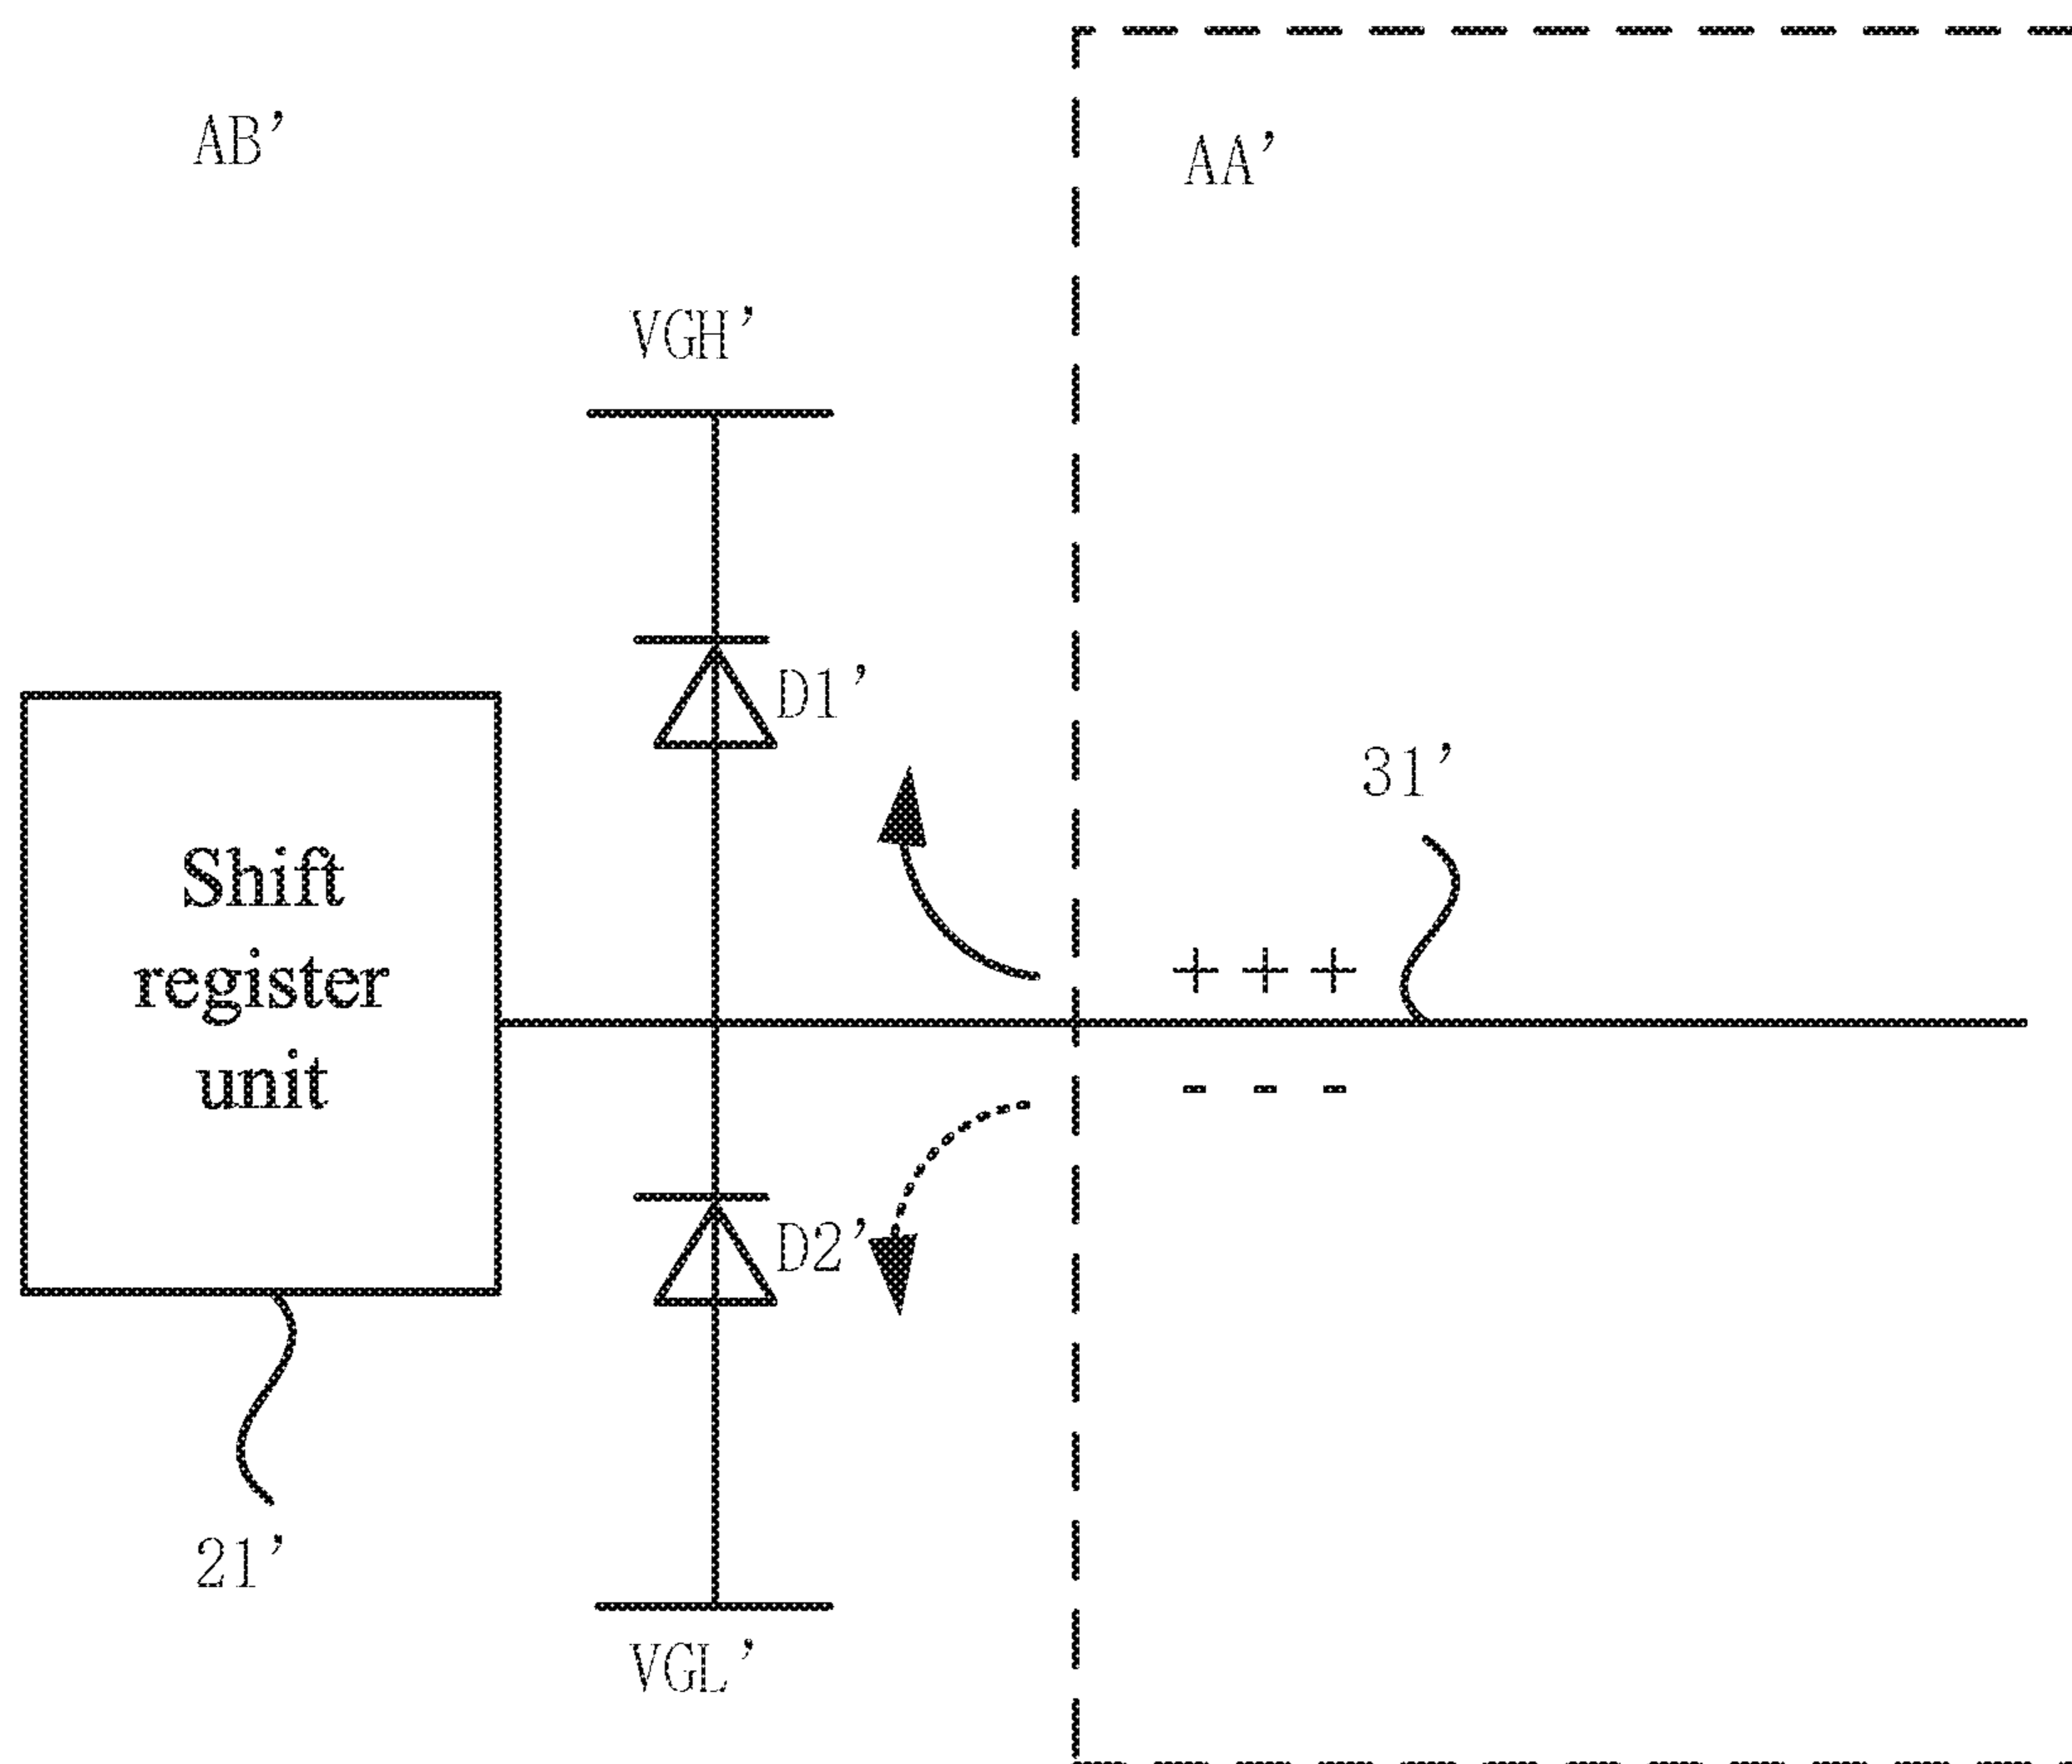 AB'
AA'
VGH'
D1'
31'
Shift
register
unit
+ + +
- - -
D2'
21'
VGL'